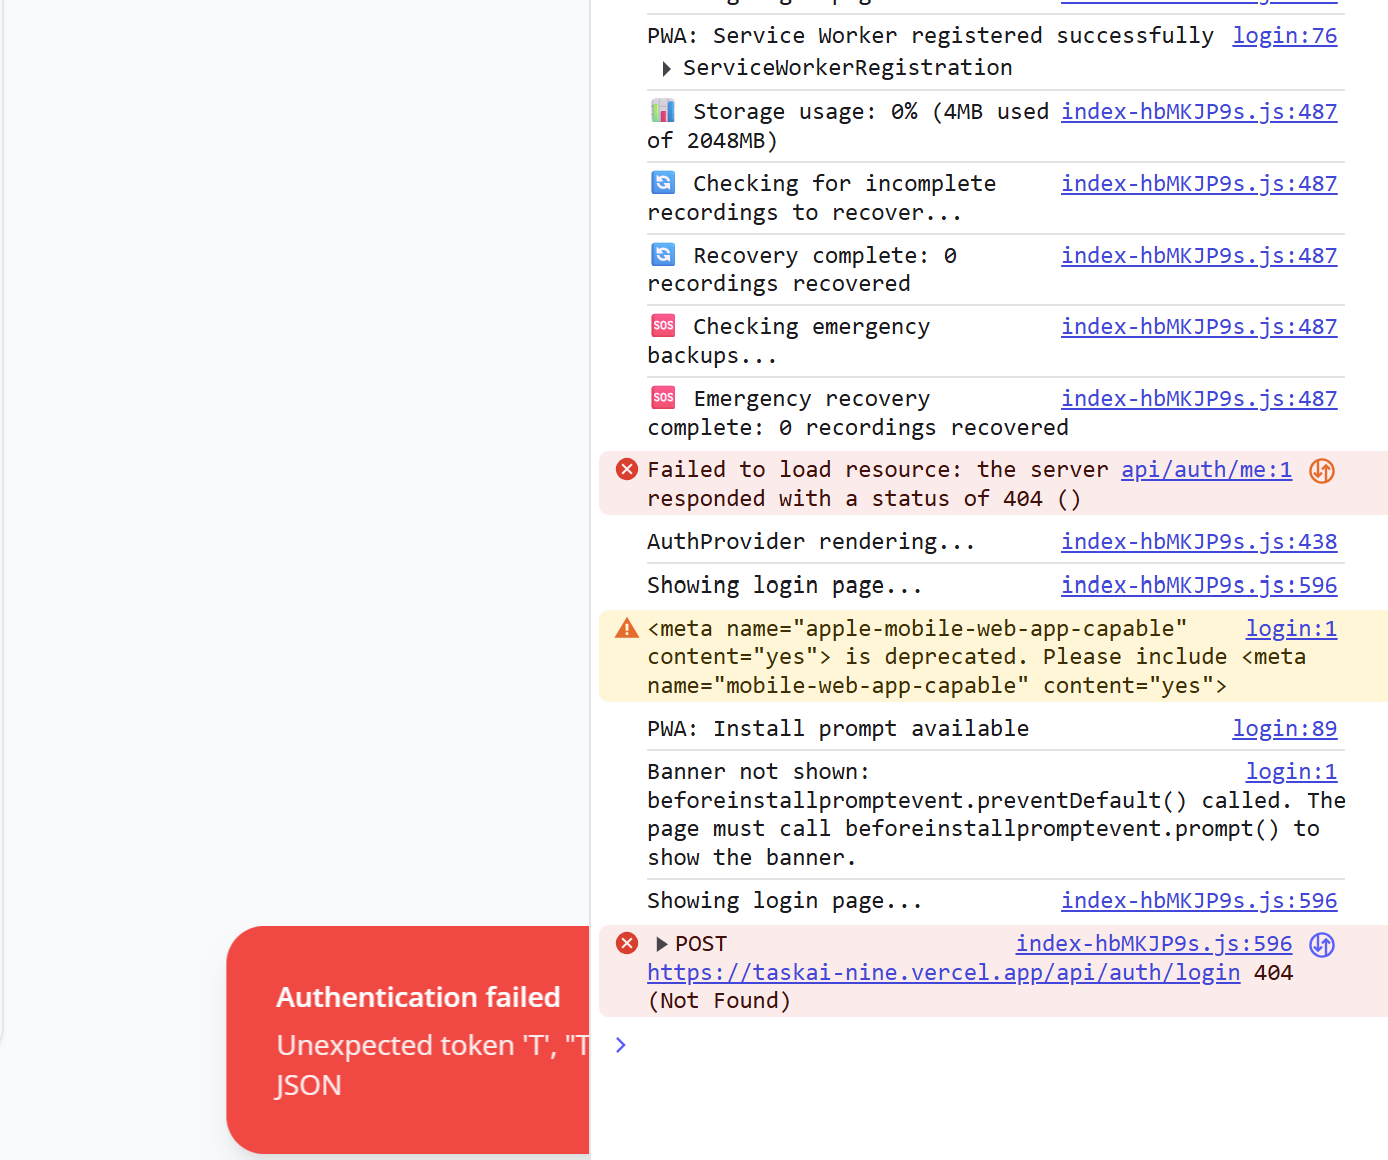 PWA: Service Worker registered successfully login:76
ServiceWorkerRegistration
Storage usage: 0% (4MB used index-hbMKJP9s.js:487
of 2048MB)
Checking for incomplete index-hbMKJP9s.js:487
recordings to recover...
Recovery complete: 0 index-hbMKJP9s.js:487
recordings recovered
SOS Checking emergency index-hbMKJP9s.js:487
backups...
SOS Emergency recovery index-hbMKJP9s.js:487
complete: 0 recordings recovered
Failed to load resource: the server api/auth/me:1
responded with a status of 404 ()
AuthProvider rendering... index-hbMKJP9s.js:438
Showing login page... index-hbMKJP9s.js:596
<meta name="apple-mobile-web-app-capable" login:1
content="yes"> is deprecated. Please include <meta
name="mobile-web-app-capable" content="yes">
PWA: Install prompt available login:89
Banner not shown: login:1
beforeinstallpromptevent.preventDefault() called. The
page must call beforeinstallpromptevent.prompt() to
show the banner.
Showing login page... index-hbMKJP9s.js:596
POST index-hbMKJP9s.js:596
https://taskai-nine.vercel.app/api/auth/login 404
(Not Found)
Authentication failed
Unexpected token 'T', "T
JSON